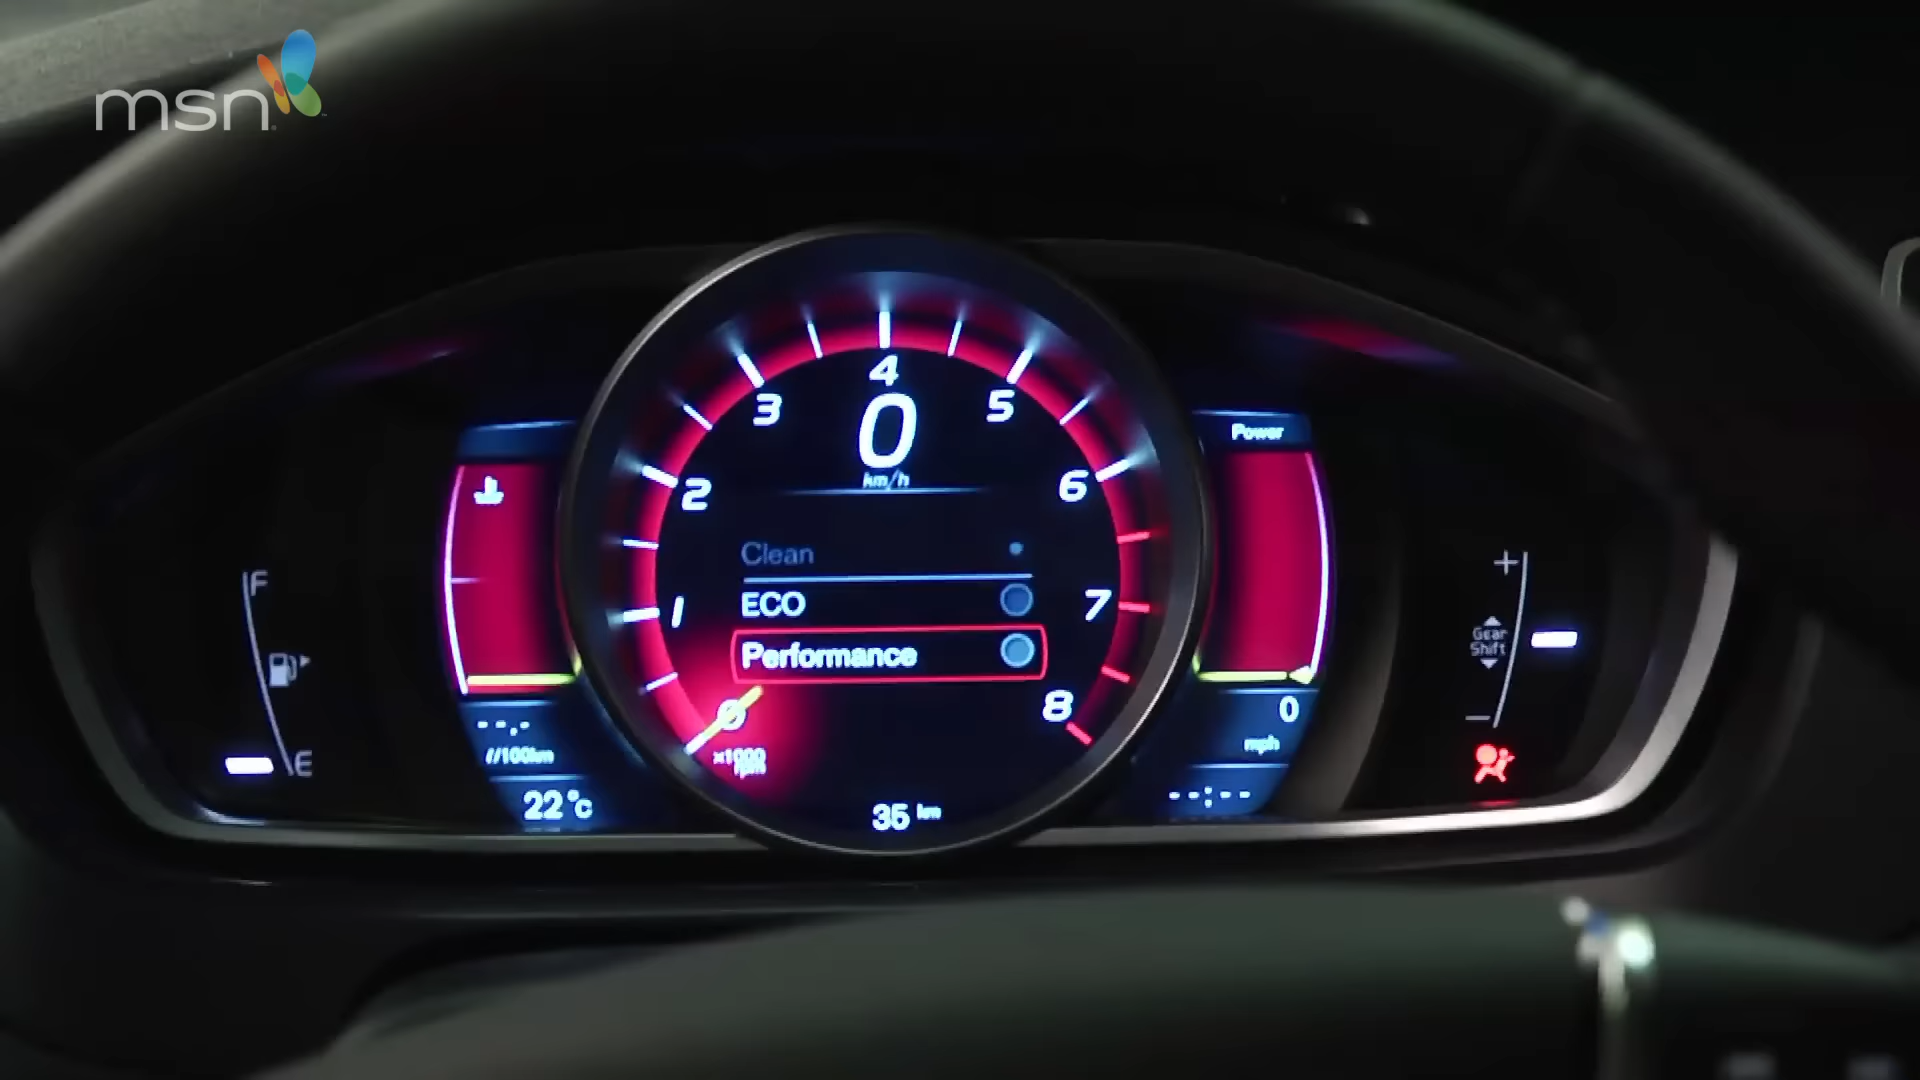 msn
4
3
5
0
km/h
2
6
Power
Clean
ECO
Performance
1
7
F
E
+
Gear
Shift
−
0
x1000
rpm
8
--.-
l/100km
22°c
35 km
0
mph
--:--